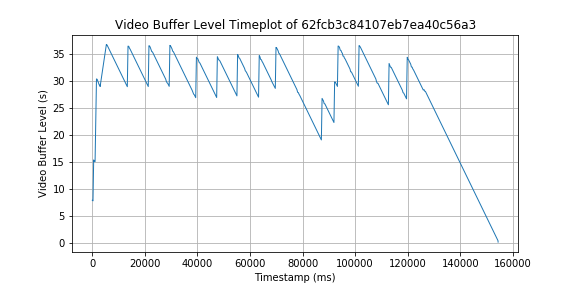 Video Buffer Level Timeplot of 62fcb3c84107eb7ea40c56a3
35
30
25
20
15
10
5
0
Video Buffer Level (s)
0 20000 40000 60000 80000 100000 120000 140000 160000
Timestamp (ms)